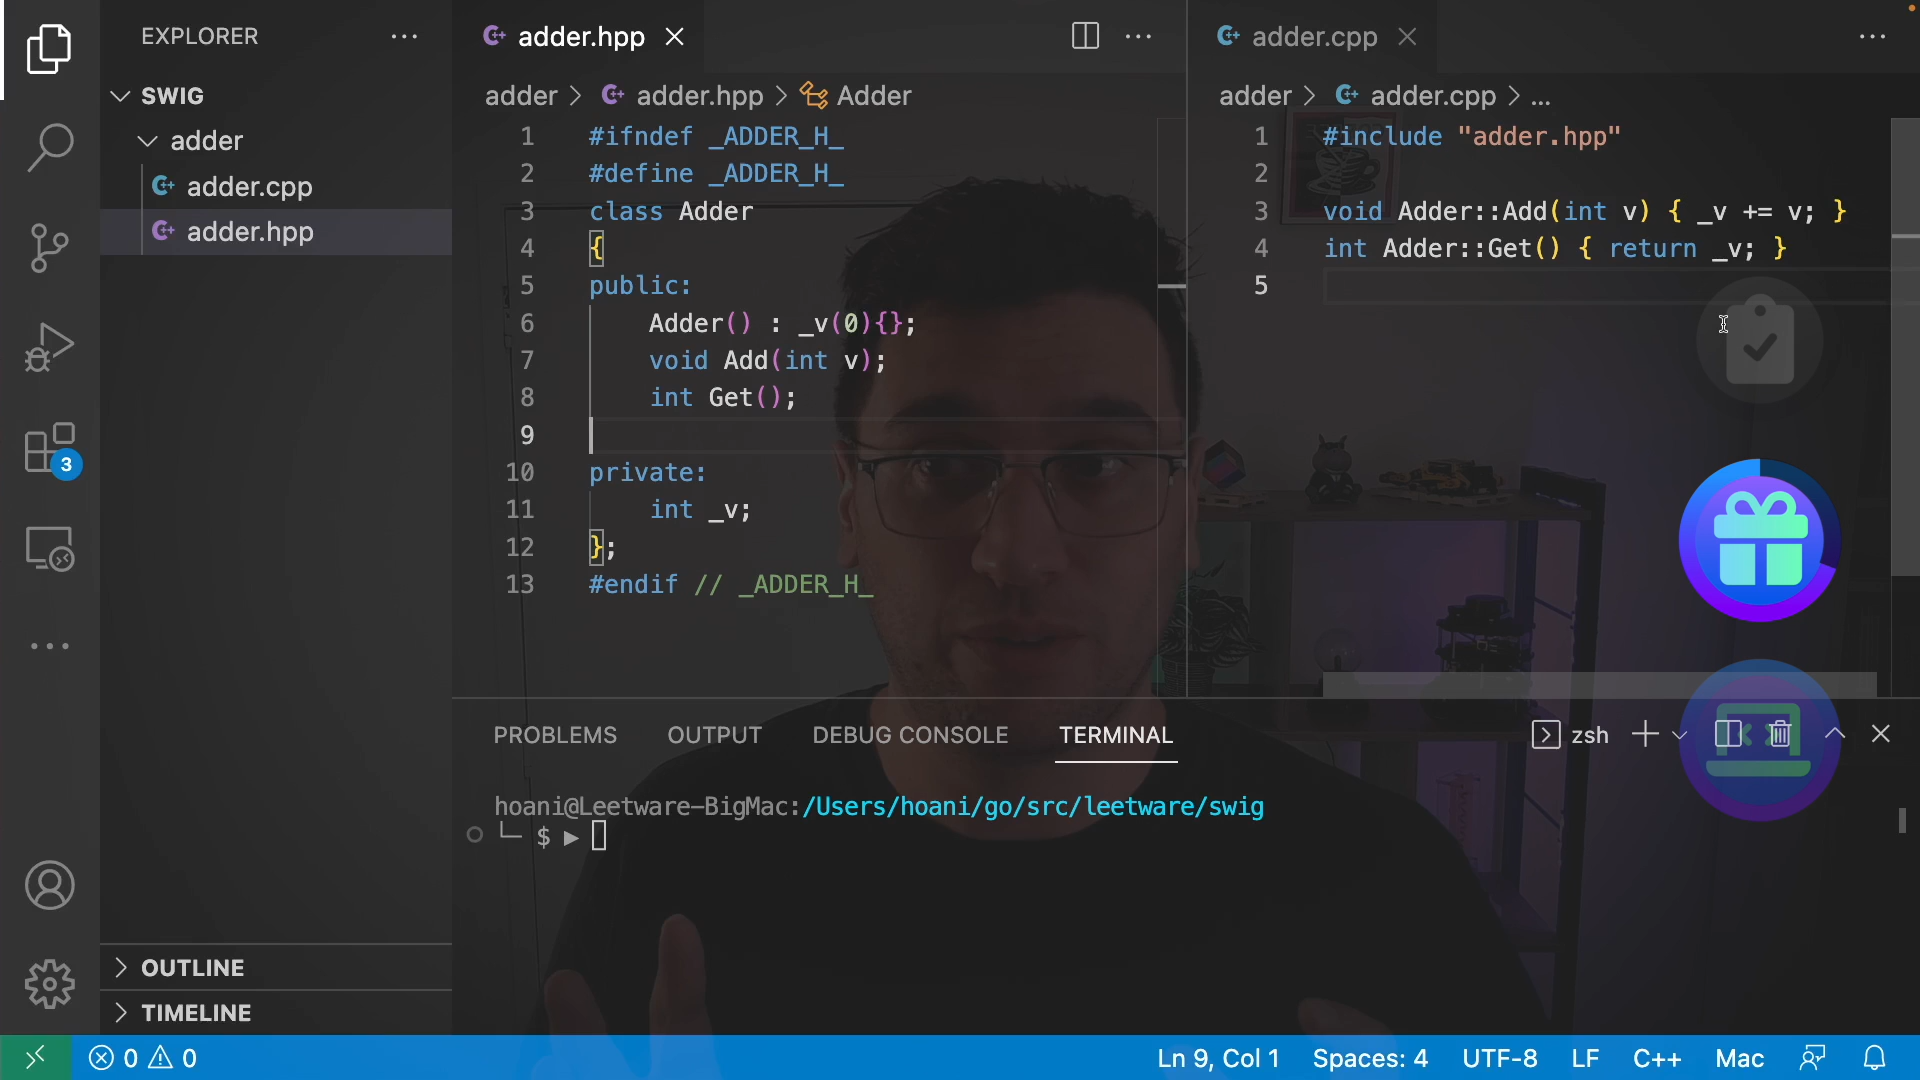 EXPLORER
SWIG
adder
adder.cpp
adder.hpp
OUTLINE
TIMELINE
3
adder.hpp
adder > adder.hpp > Adder
1 #ifndef _ADDER_H_
2 #define _ADDER_H_
3 class Adder
4 {
5 public:
6 Adder() : _v(0){};
7 void Add(int v);
8 int Get();
9
10 private:
11 int _v;
12 };
13 #endif // _ADDER_H_
adder.cpp
adder > adder.cpp > ...
1 #include "adder.hpp"
2
3 void Adder::Add(int v) { _v += v; }
4 int Adder::Get() { return _v; }
5
PROBLEMS OUTPUT DEBUG CONSOLE TERMINAL zsh
hoani@Leetware-BigMac:/Users/hoani/go/src/leetware/swig
$
0 0 Ln 9, Col 1 Spaces: 4 UTF-8 LF C++ Mac